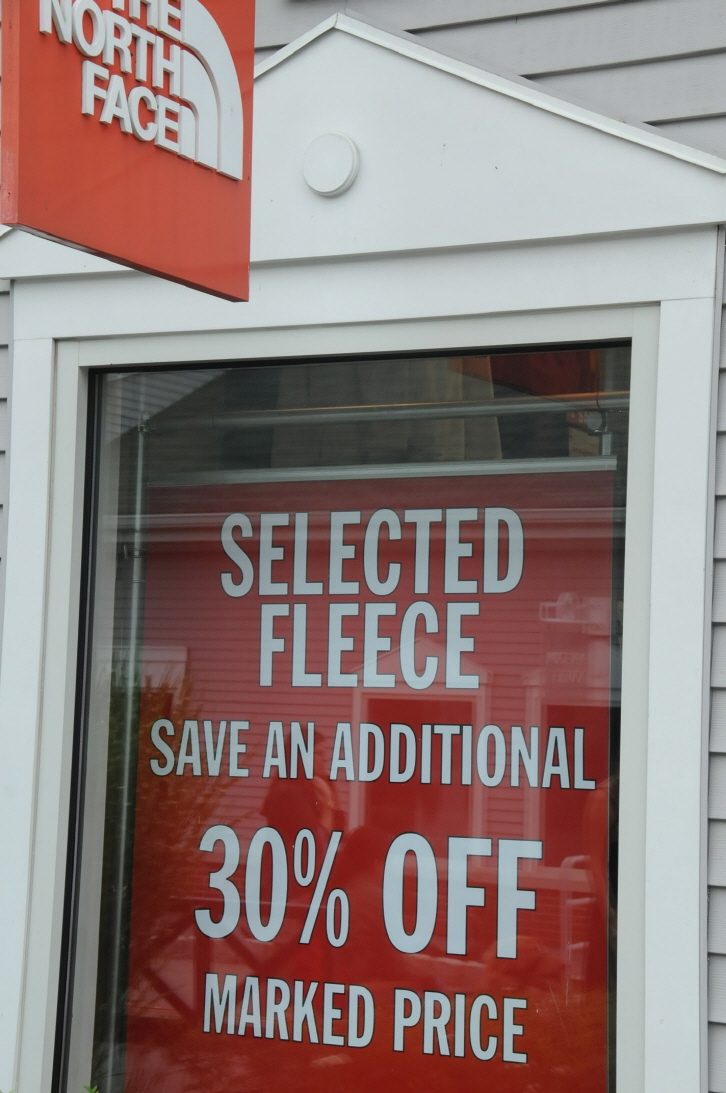 THE
NORTH
FACE
SELECTED
FLEECE
SAVE AN ADDITIONAL
30% OFF
MARKED PRICE